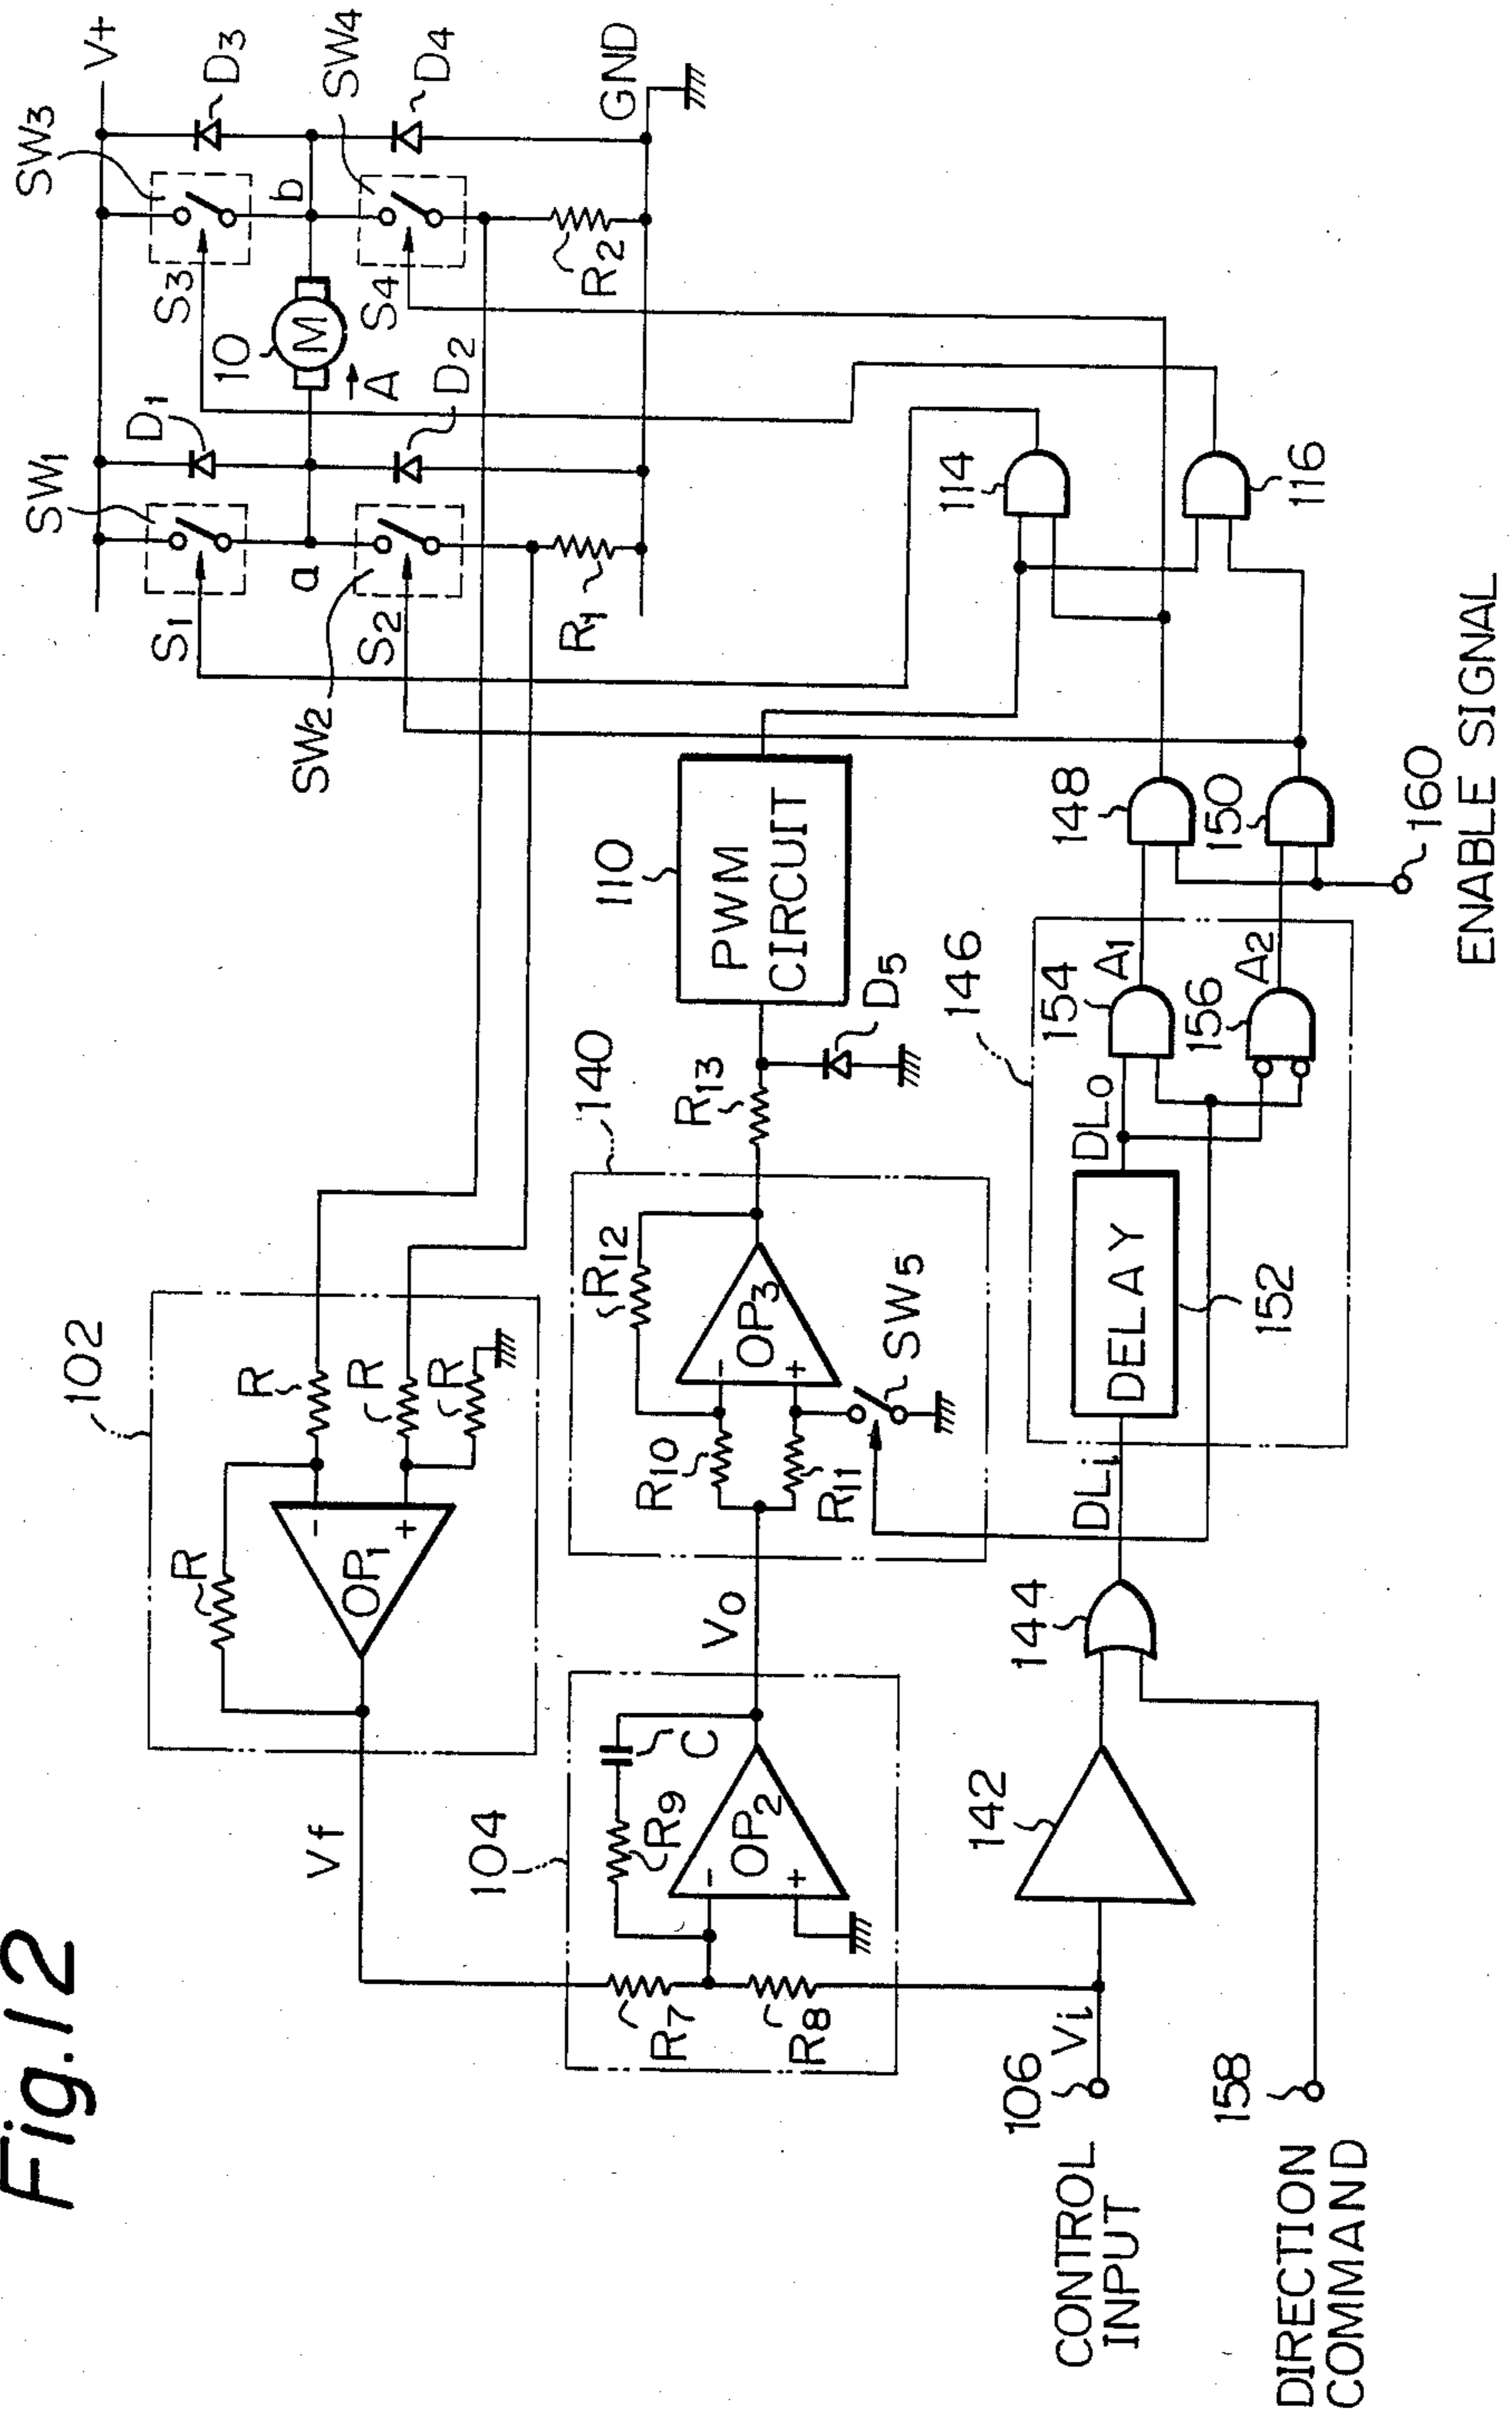 Fig.12
102
R
R
R
R
OP1
-
+
Vf
104
R7
R8
R9
C
OP2
-
+
Vo
140
R10
R11
R12
OP3
-
+
SW5
R13
D5
110
PWM
CIRCUIT
SW1
S1
D1
SW2
S2
a
D2
R1
10
M
A
SW3
S3
D3
b
SW4
S4
D4
R2
V+
GND
114
116
106
Vi
CONTROL
INPUT
142
144
DLi
146
DELAY
152
DLo
154
A1
156
A2
148
150
160
ENABLE SIGNAL
158
DIRECTION
COMMAND